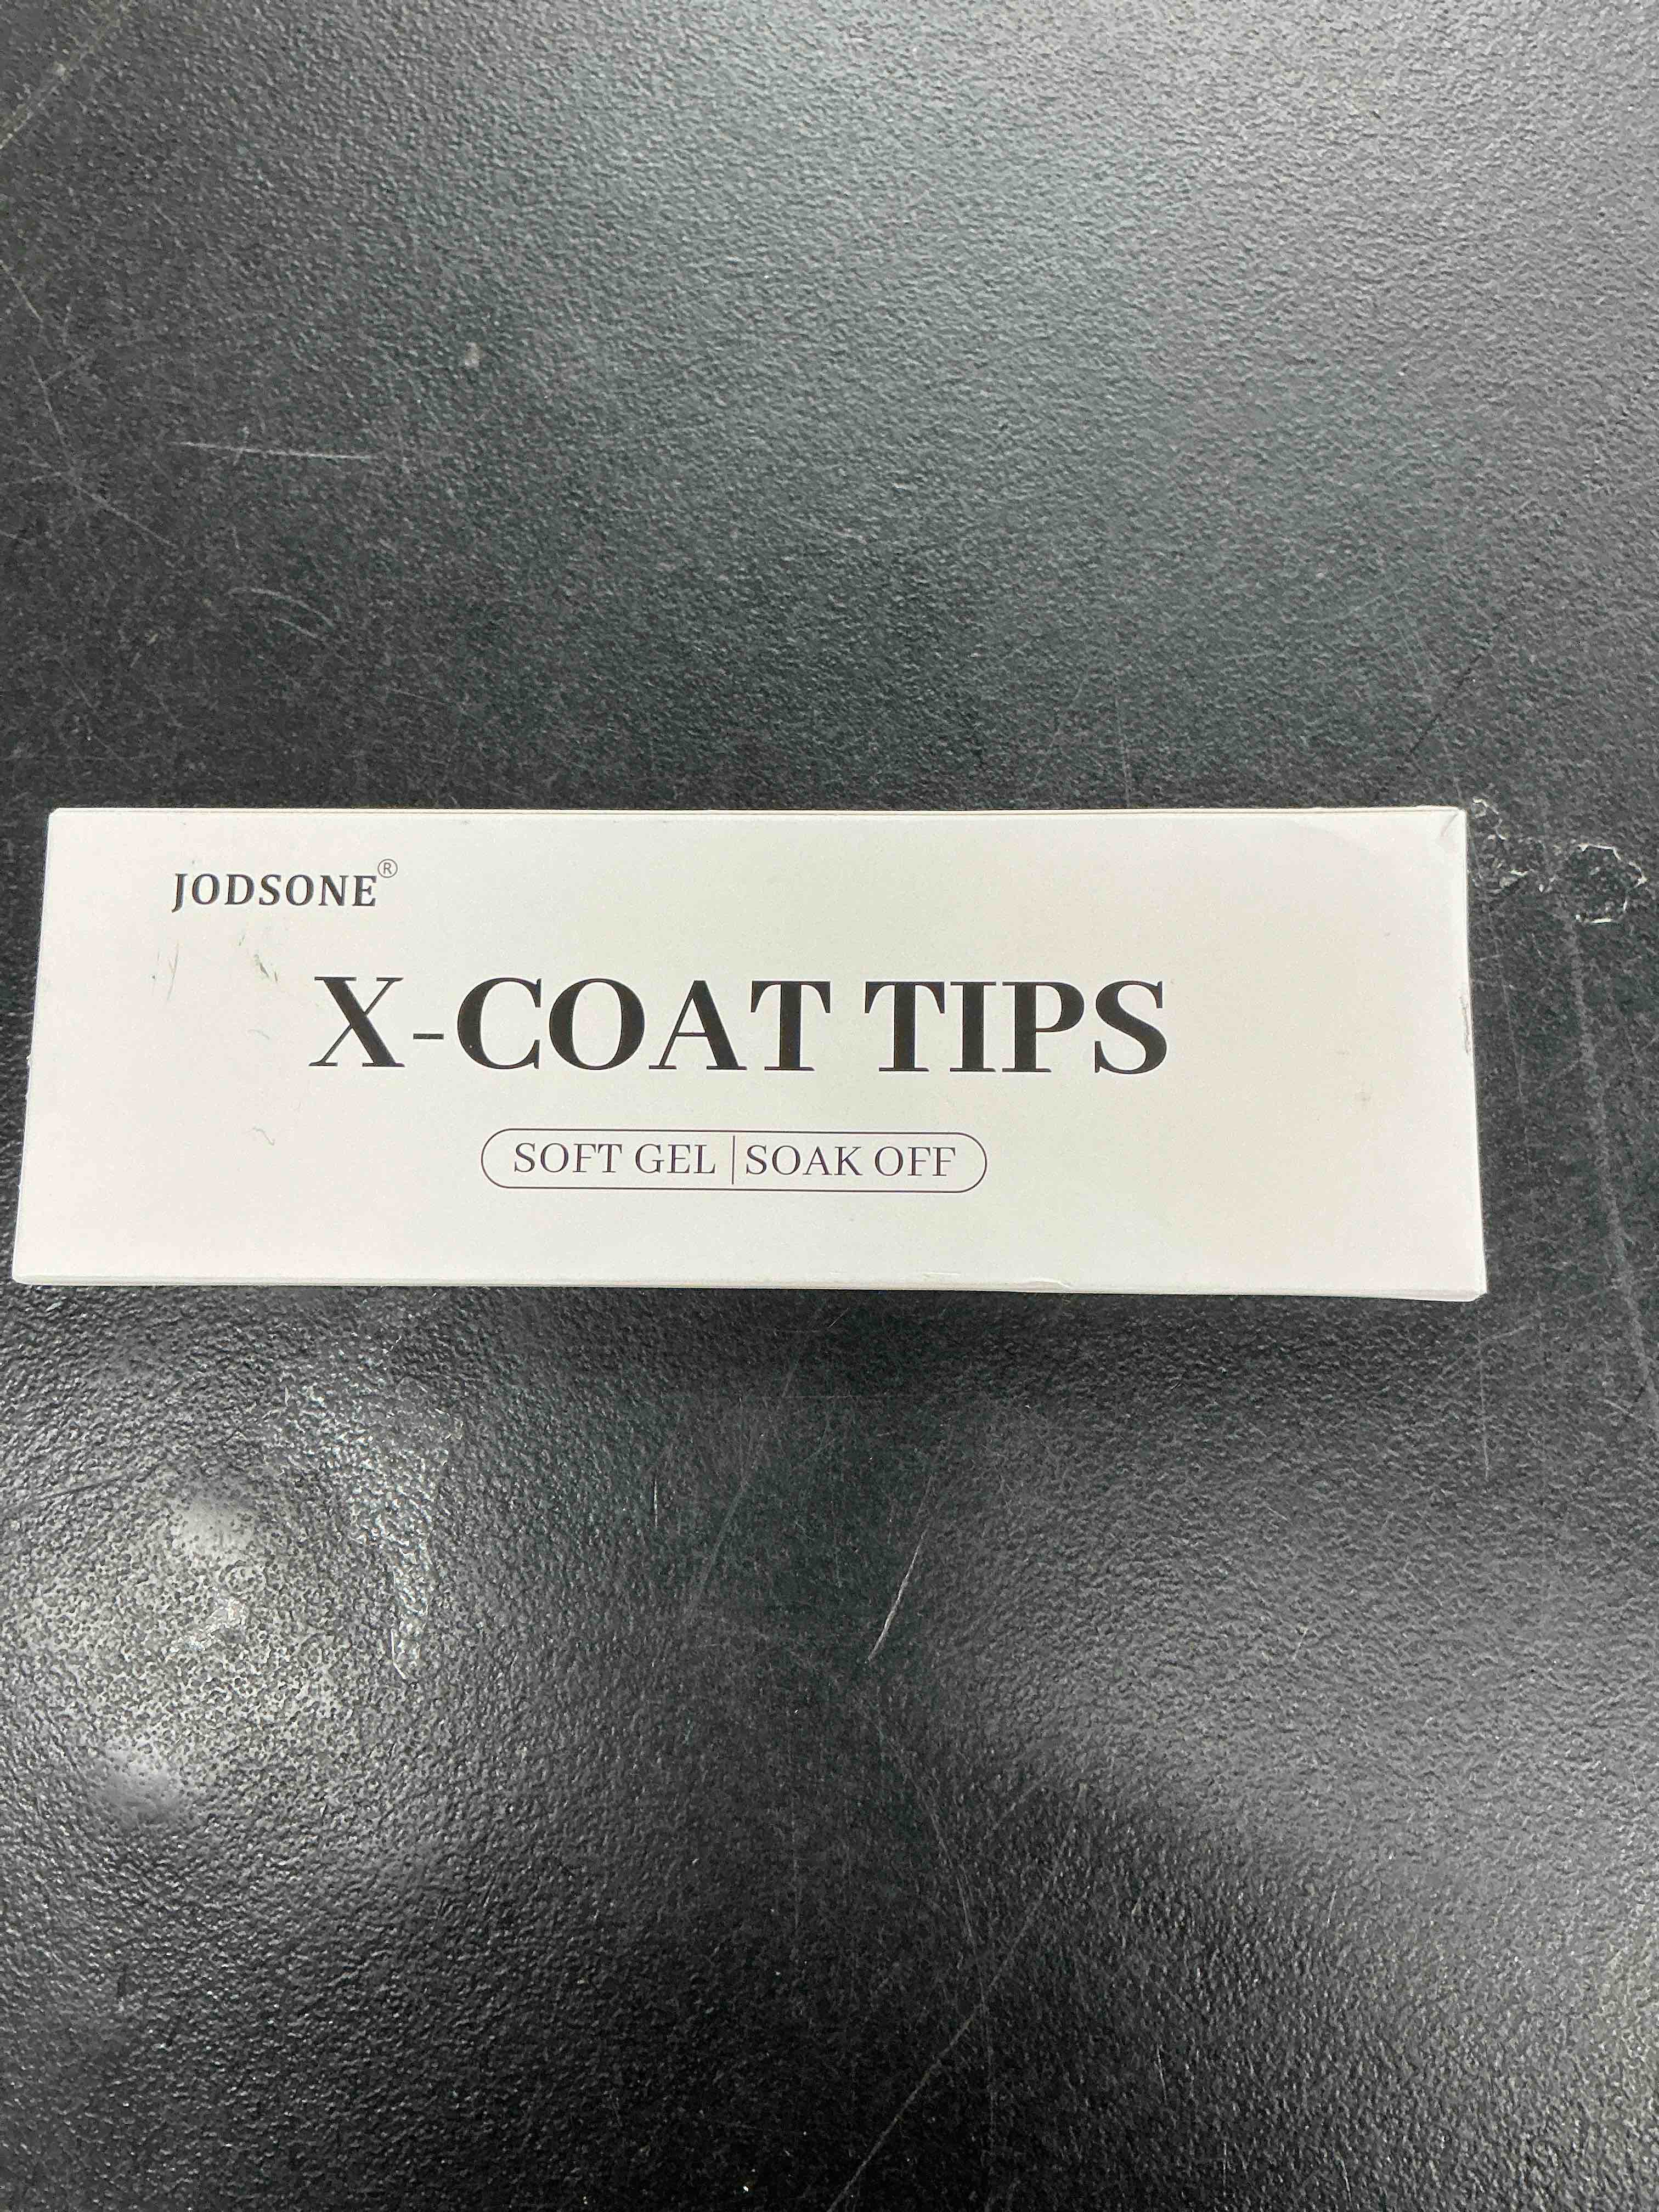 JODSONE®
X-COAT TIPS
SOFT GEL | SOAK OFF